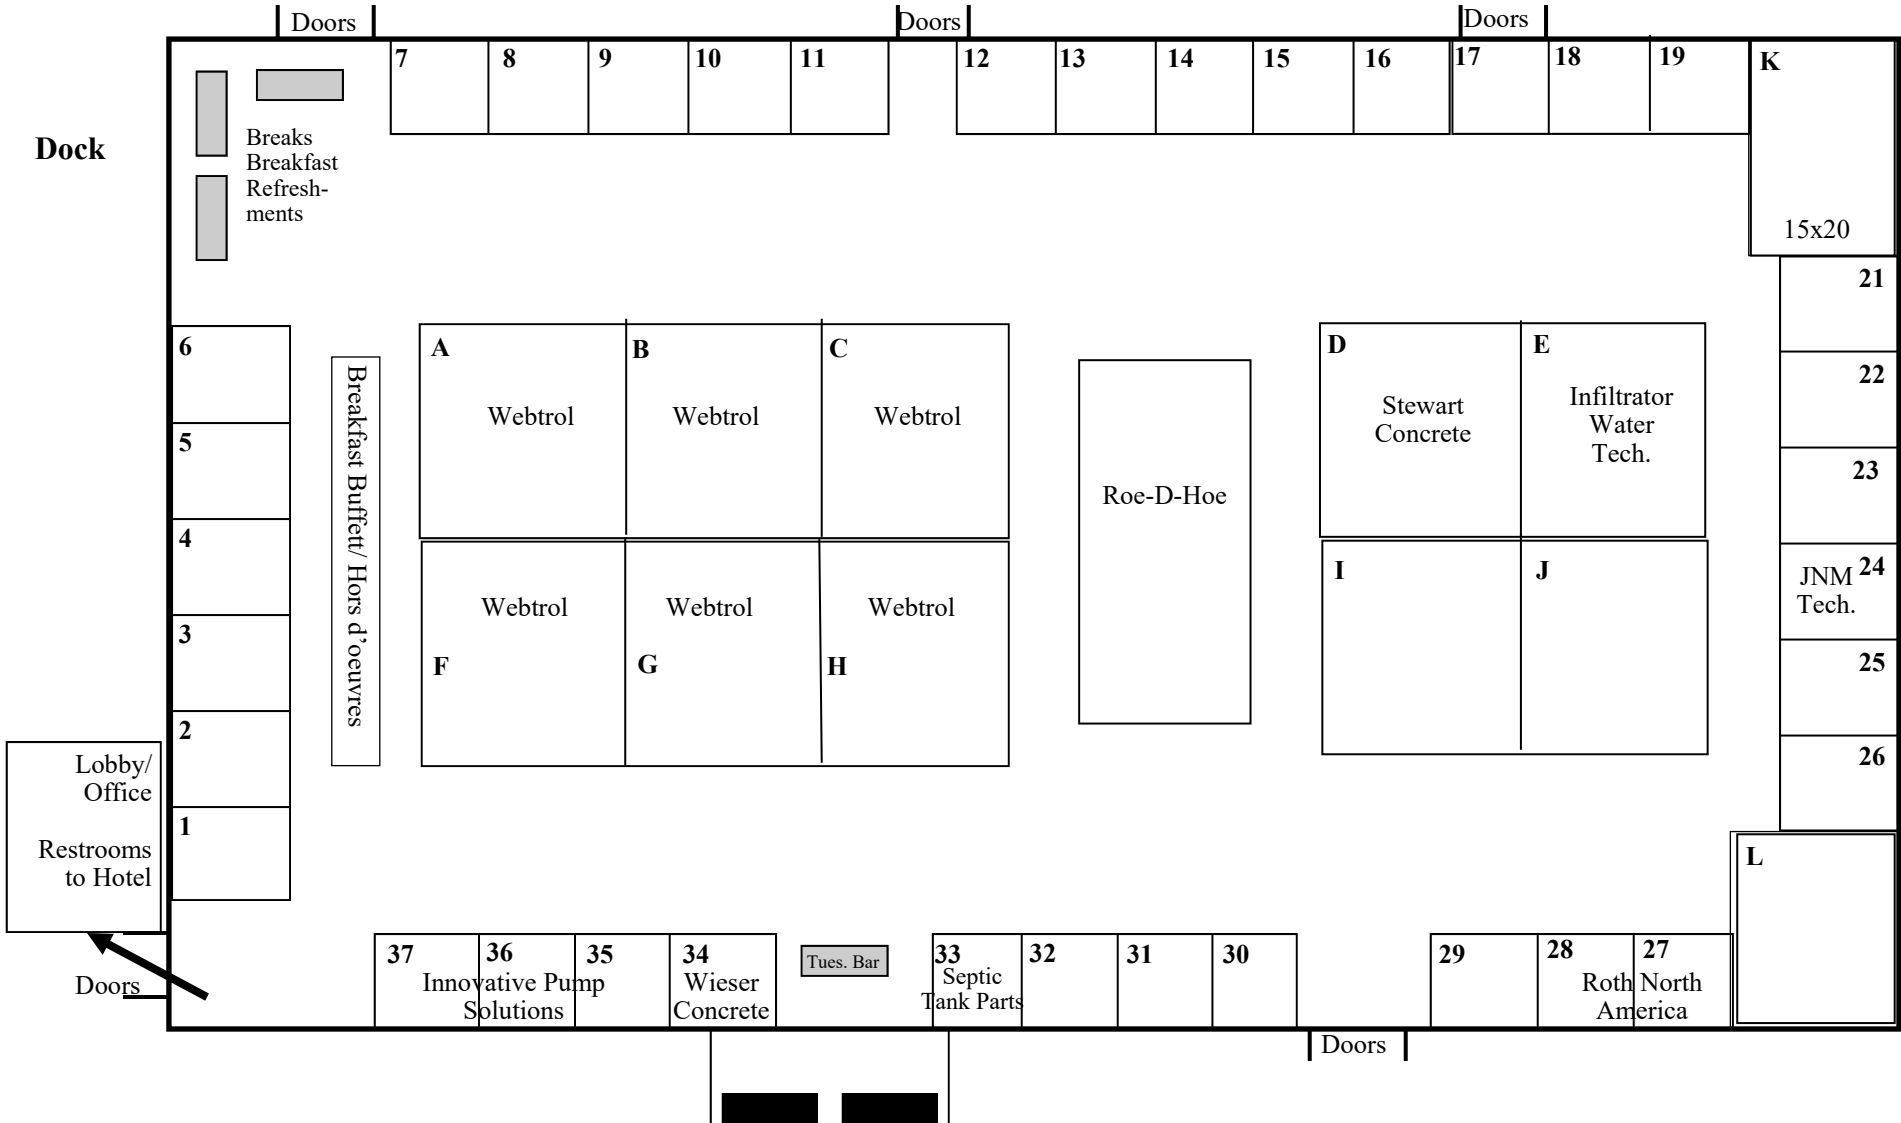 Doors
Doors
Doors
7
8
9
10
11
12
13
14
15
16
17
18
19
K
Dock
Breaks
Breakfast
Refresh-
ments
15x20
21
22
23
JNM 24
Tech.
25
26
6
5
4
3
2
1
Breakfast Buffett/ Hors d’oeuvres
A
Webtrol
B
Webtrol
C
Webtrol
Webtrol
F
Webtrol
G
Webtrol
H
Roe-D-Hoe
D
Stewart
Concrete
E
Infiltrator
Water
Tech.
I
J
Lobby/
Office
Restrooms
to Hotel
Doors
L
37
36
35
Innovative Pump
Solutions
34
Wieser
Concrete
Tues. Bar
33
Septic
Tank Parts
32
31
30
29
28
27
Roth North
America
Doors